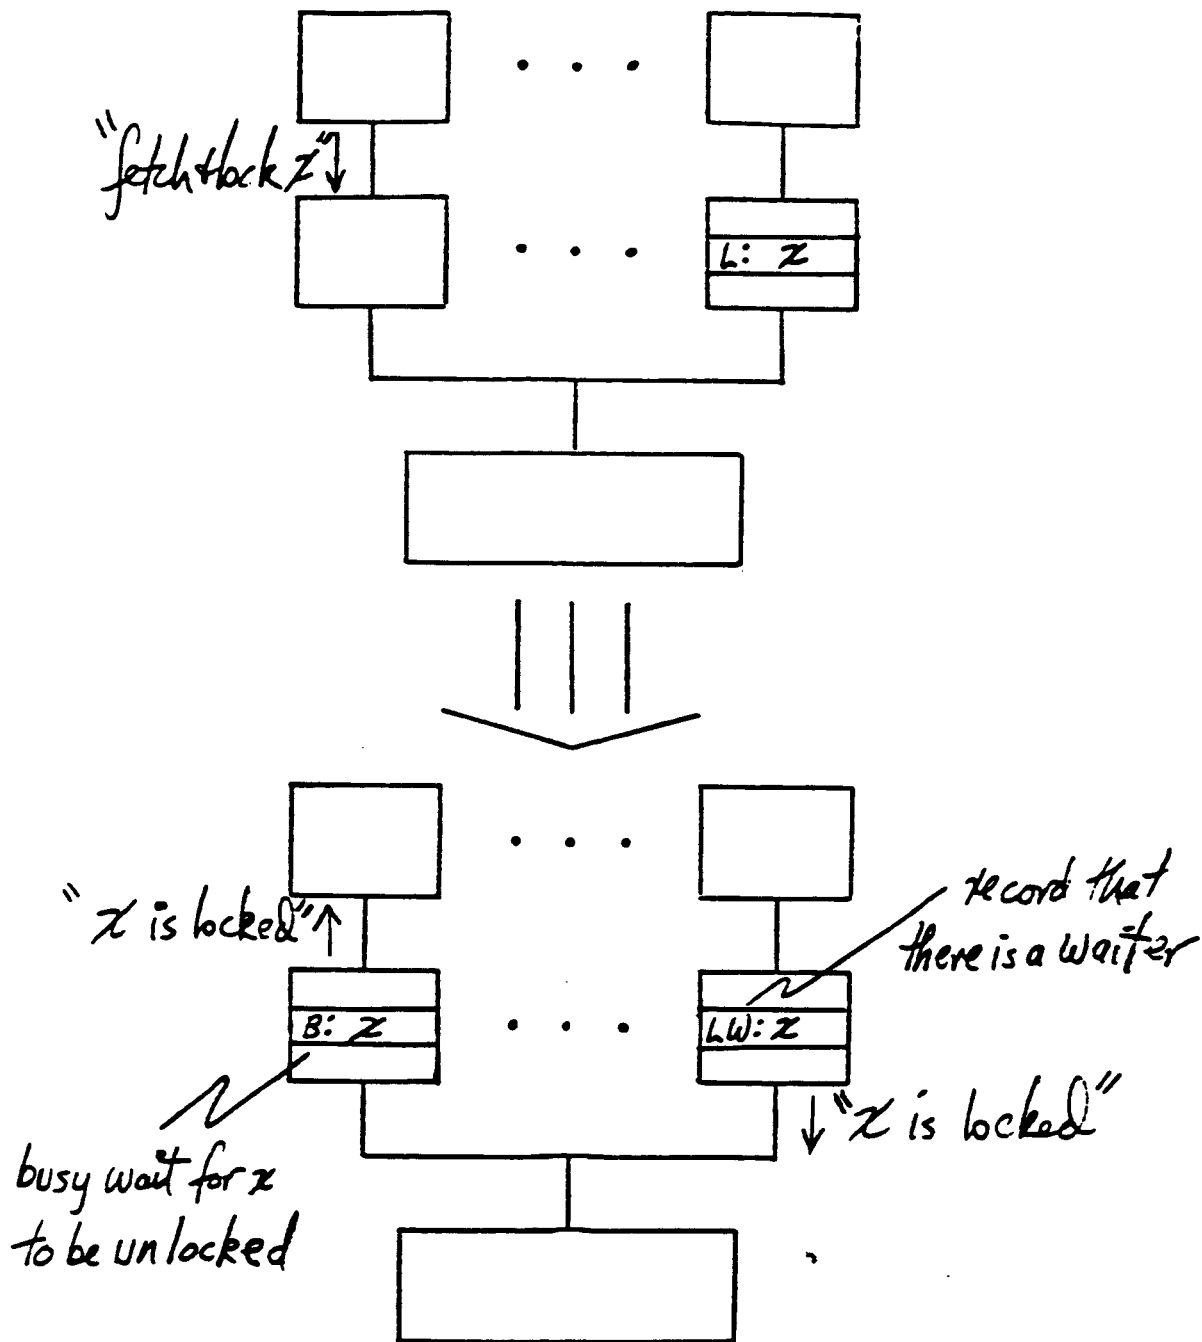 "fetch+lock x"
L: x
"x is locked"
record that
there is a waiter
B: x
LW: x
"x is locked"
busy wait for x
to be unlocked